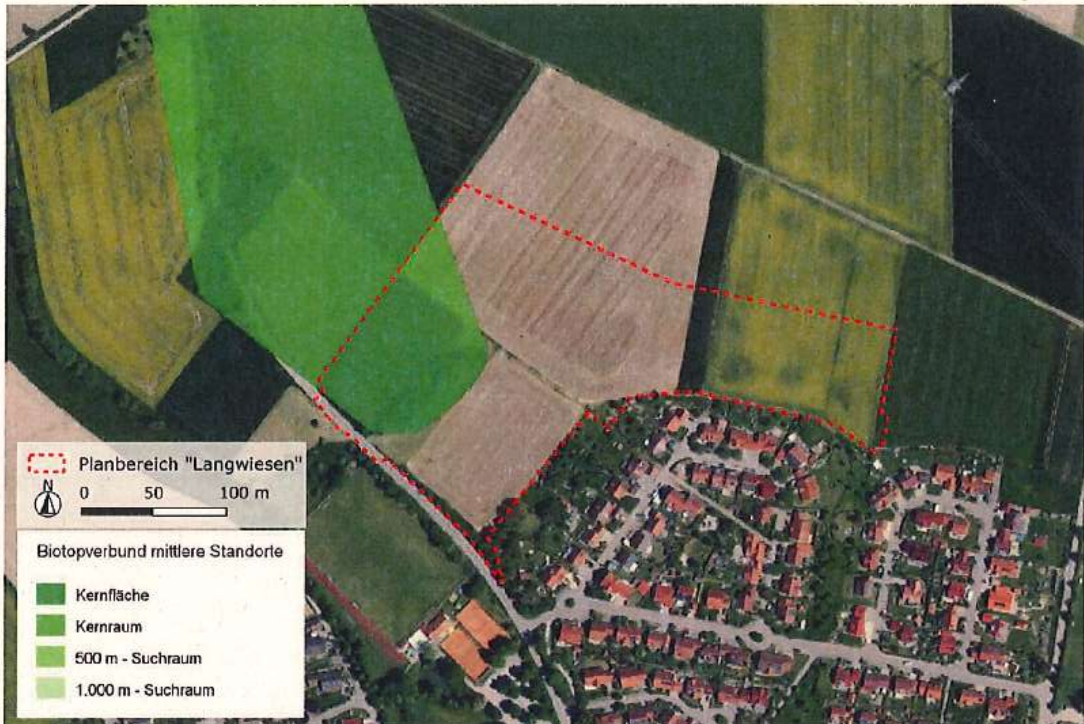 Planbereich "Langwiesen"
N
0 50 100 m
Biotopverbund mittlere Standorte
Kernfläche
Kernraum
500 m - Suchraum
1.000 m - Suchraum